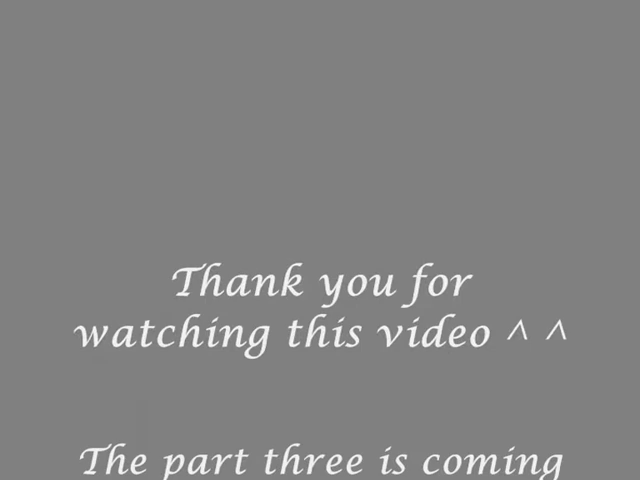 Thank you for
watching this video ^ ^
The part three is coming